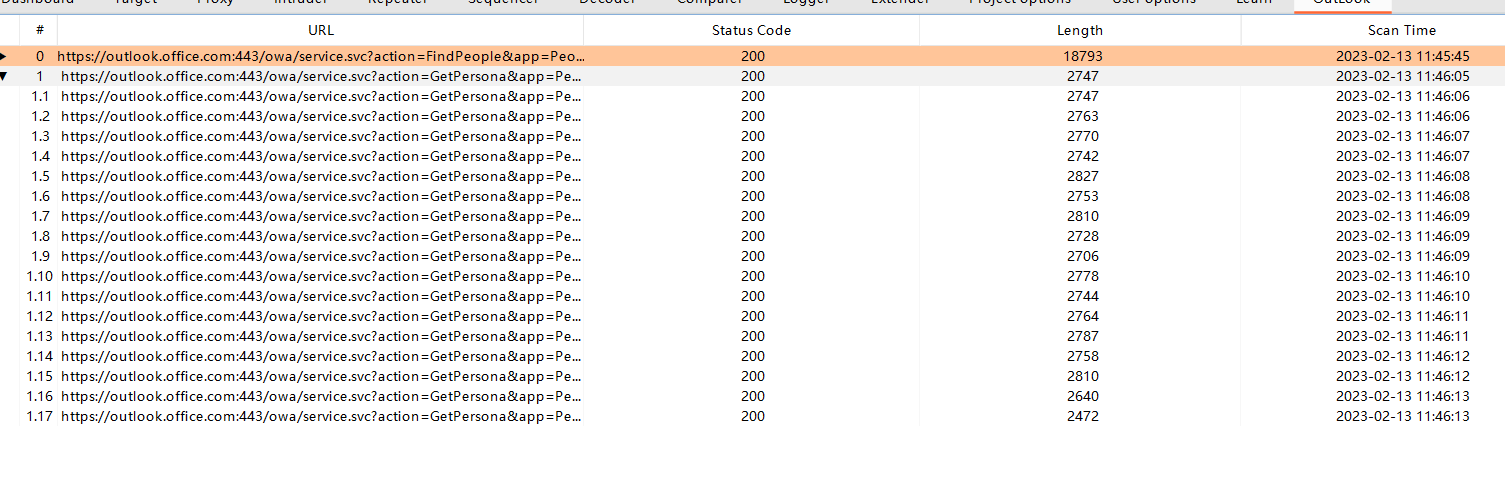 Dashboard Target Proxy Intruder Repeater Sequencer Decoder Comparer Logger Extender Project options User options Learn OutLook
# URL Status Code Length Scan Time
0 https://outlook.office.com:443/owa/service.svc?action=FindPeople&app=Peo... 200 18793 2023-02-13 11:45:45
1 https://outlook.office.com:443/owa/service.svc?action=GetPersona&app=Pe... 200 2747 2023-02-13 11:46:05
1.1 https://outlook.office.com:443/owa/service.svc?action=GetPersona&app=Pe... 200 2747 2023-02-13 11:46:06
1.2 https://outlook.office.com:443/owa/service.svc?action=GetPersona&app=Pe... 200 2763 2023-02-13 11:46:06
1.3 https://outlook.office.com:443/owa/service.svc?action=GetPersona&app=Pe... 200 2770 2023-02-13 11:46:07
1.4 https://outlook.office.com:443/owa/service.svc?action=GetPersona&app=Pe... 200 2742 2023-02-13 11:46:07
1.5 https://outlook.office.com:443/owa/service.svc?action=GetPersona&app=Pe... 200 2827 2023-02-13 11:46:08
1.6 https://outlook.office.com:443/owa/service.svc?action=GetPersona&app=Pe... 200 2753 2023-02-13 11:46:08
1.7 https://outlook.office.com:443/owa/service.svc?action=GetPersona&app=Pe... 200 2810 2023-02-13 11:46:09
1.8 https://outlook.office.com:443/owa/service.svc?action=GetPersona&app=Pe... 200 2728 2023-02-13 11:46:09
1.9 https://outlook.office.com:443/owa/service.svc?action=GetPersona&app=Pe... 200 2706 2023-02-13 11:46:09
1.10 https://outlook.office.com:443/owa/service.svc?action=GetPersona&app=Pe... 200 2778 2023-02-13 11:46:10
1.11 https://outlook.office.com:443/owa/service.svc?action=GetPersona&app=Pe... 200 2744 2023-02-13 11:46:10
1.12 https://outlook.office.com:443/owa/service.svc?action=GetPersona&app=Pe... 200 2764 2023-02-13 11:46:11
1.13 https://outlook.office.com:443/owa/service.svc?action=GetPersona&app=Pe... 200 2787 2023-02-13 11:46:11
1.14 https://outlook.office.com:443/owa/service.svc?action=GetPersona&app=Pe... 200 2758 2023-02-13 11:46:12
1.15 https://outlook.office.com:443/owa/service.svc?action=GetPersona&app=Pe... 200 2810 2023-02-13 11:46:12
1.16 https://outlook.office.com:443/owa/service.svc?action=GetPersona&app=Pe... 200 2640 2023-02-13 11:46:13
1.17 https://outlook.office.com:443/owa/service.svc?action=GetPersona&app=Pe... 200 2472 2023-02-13 11:46:13